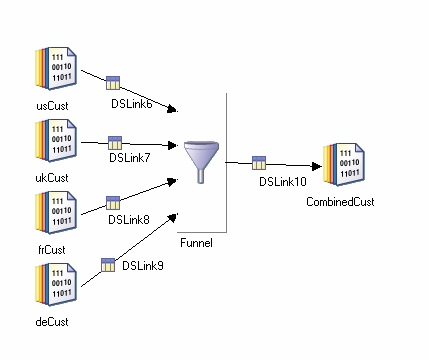 111
00110
11011
usCust
DSLink6
111
00110
11011
ukCust
DSLink7
111
00110
11011
frCust
DSLink8
111
00110
11011
deCust
DSLink9
Funnel
DSLink10
111
00110
11011
CombinedCust